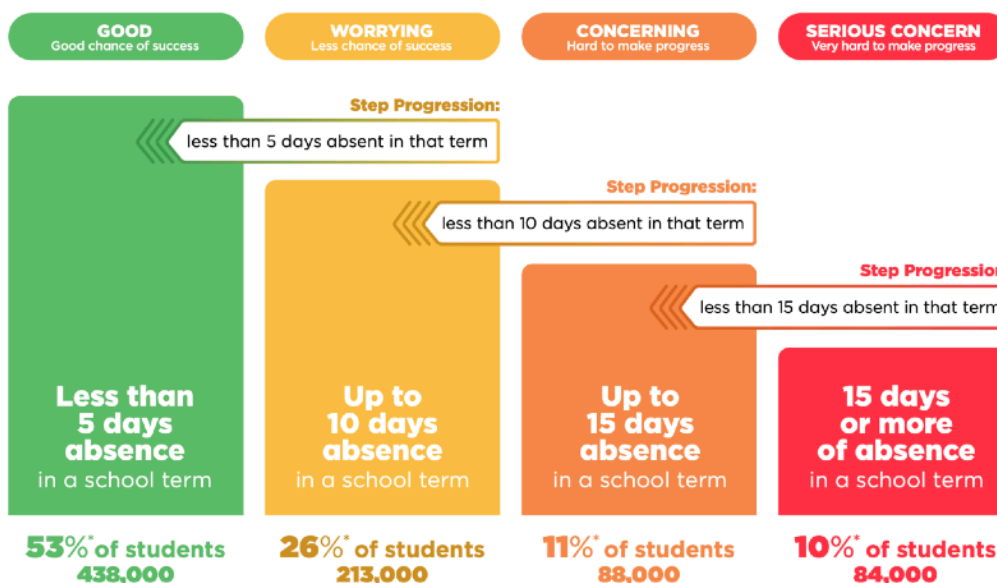 GOOD
Good chance of success
WORRYING
Less chance of success
CONCERNING
Hard to make progress
SERIOUS CONCERN
Very hard to make progress
Step Progression:
less than 5 days absent in that term
Step Progression:
less than 10 days absent in that term
Step Progression
less than 15 days absent in that term
Less than
5 days
absence
in a school term
Up to
10 days
absence
in a school term
Up to
15 days
absence
in a school term
15 days
or more
of absence
in a school term
53%* of students
438,000
26%* of students
213,000
11%* of students
88,000
10%* of students
84,000